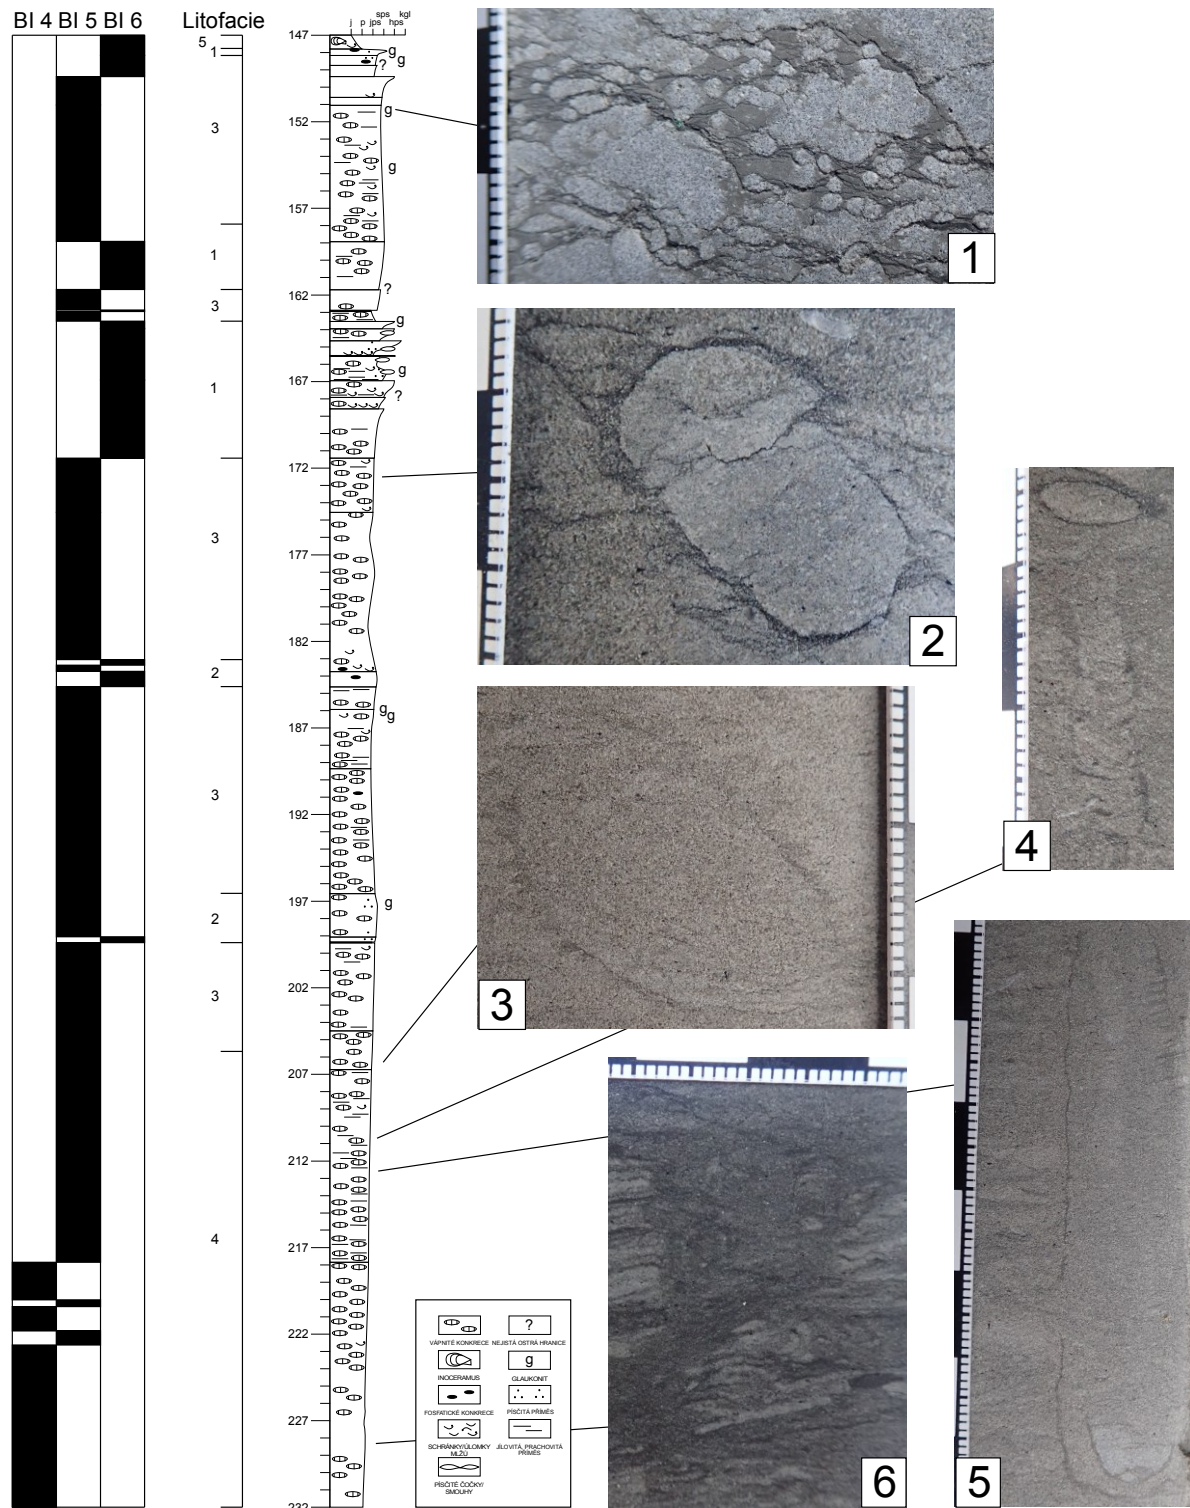 BI 4 BI 5 BI 6 Litofacie
sps kgl
j p jps hps
147
152
157
162
167
172
177
182
187
192
197
202
207
212
217
222
227
232
5
1
3
1
3
1
3
2
3
2
3
4
g
g
?
g
g
?
g
g
?
g
g
g
1
2
3
4
5
6
VÁPNITÉ KONKRECE
NEJISTÁ OSTRÁ HRANICE
?
INOCERAMUS
GLAUKONIT
g
FOSFATICKÉ KONKRECE
PÍSČITÁ PŘÍMĚS
SCHRÁNKY/ÚLOMKY
MLŽŮ
JÍLOVITÁ, PRACHOVITÁ
PŘÍMĚS
PÍSČITÉ ČOČKY/
SMOUHY